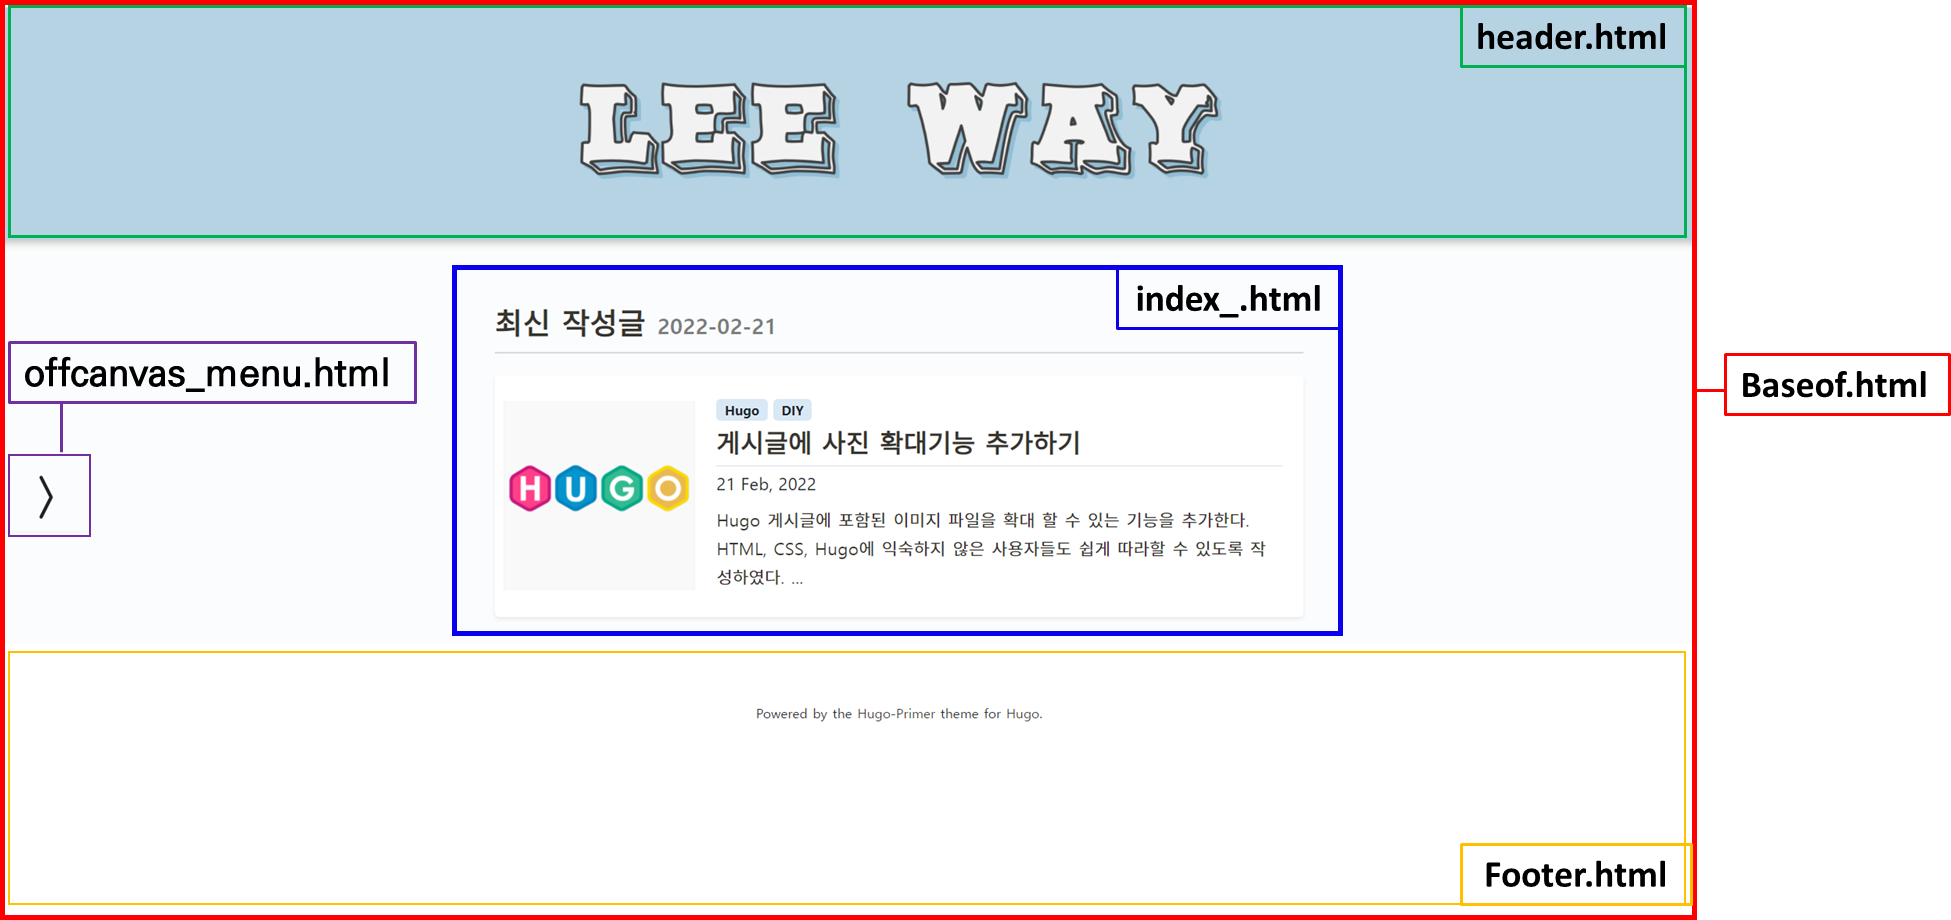 header.html
LEE WAY
index_.html
최신 작성글 2022-02-21
offcanvas_menu.html
Baseof.html
Hugo DIY
게시글에 사진 확대기능 추가하기
21 Feb, 2022
HUGO
Hugo 게시글에 포함된 이미지 파일을 확대 할 수 있는 기능을 추가한다.
HTML, CSS, Hugo에 익숙하지 않은 사용자들도 쉽게 따라할 수 있도록 작
성하였다. ...
Powered by the Hugo-Primer theme for Hugo.
Footer.html